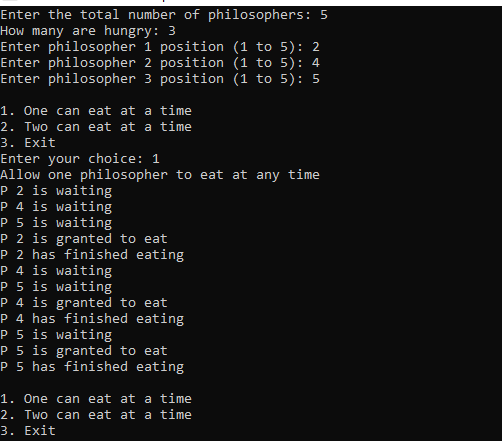 Enter the total number of philosophers: 5
How many are hungry: 3
Enter philosopher 1 position (1 to 5): 2
Enter philosopher 2 position (1 to 5): 4
Enter philosopher 3 position (1 to 5): 5
1. One can eat at a time
2. Two can eat at a time
3. Exit
Enter your choice: 1
Allow one philosopher to eat at any time
P 2 is waiting
P 4 is waiting
P 5 is waiting
P 2 is granted to eat
P 2 has finished eating
P 4 is waiting
P 5 is waiting
P 4 is granted to eat
P 4 has finished eating
P 5 is waiting
P 5 is granted to eat
P 5 has finished eating
1. One can eat at a time
2. Two can eat at a time
3. Exit